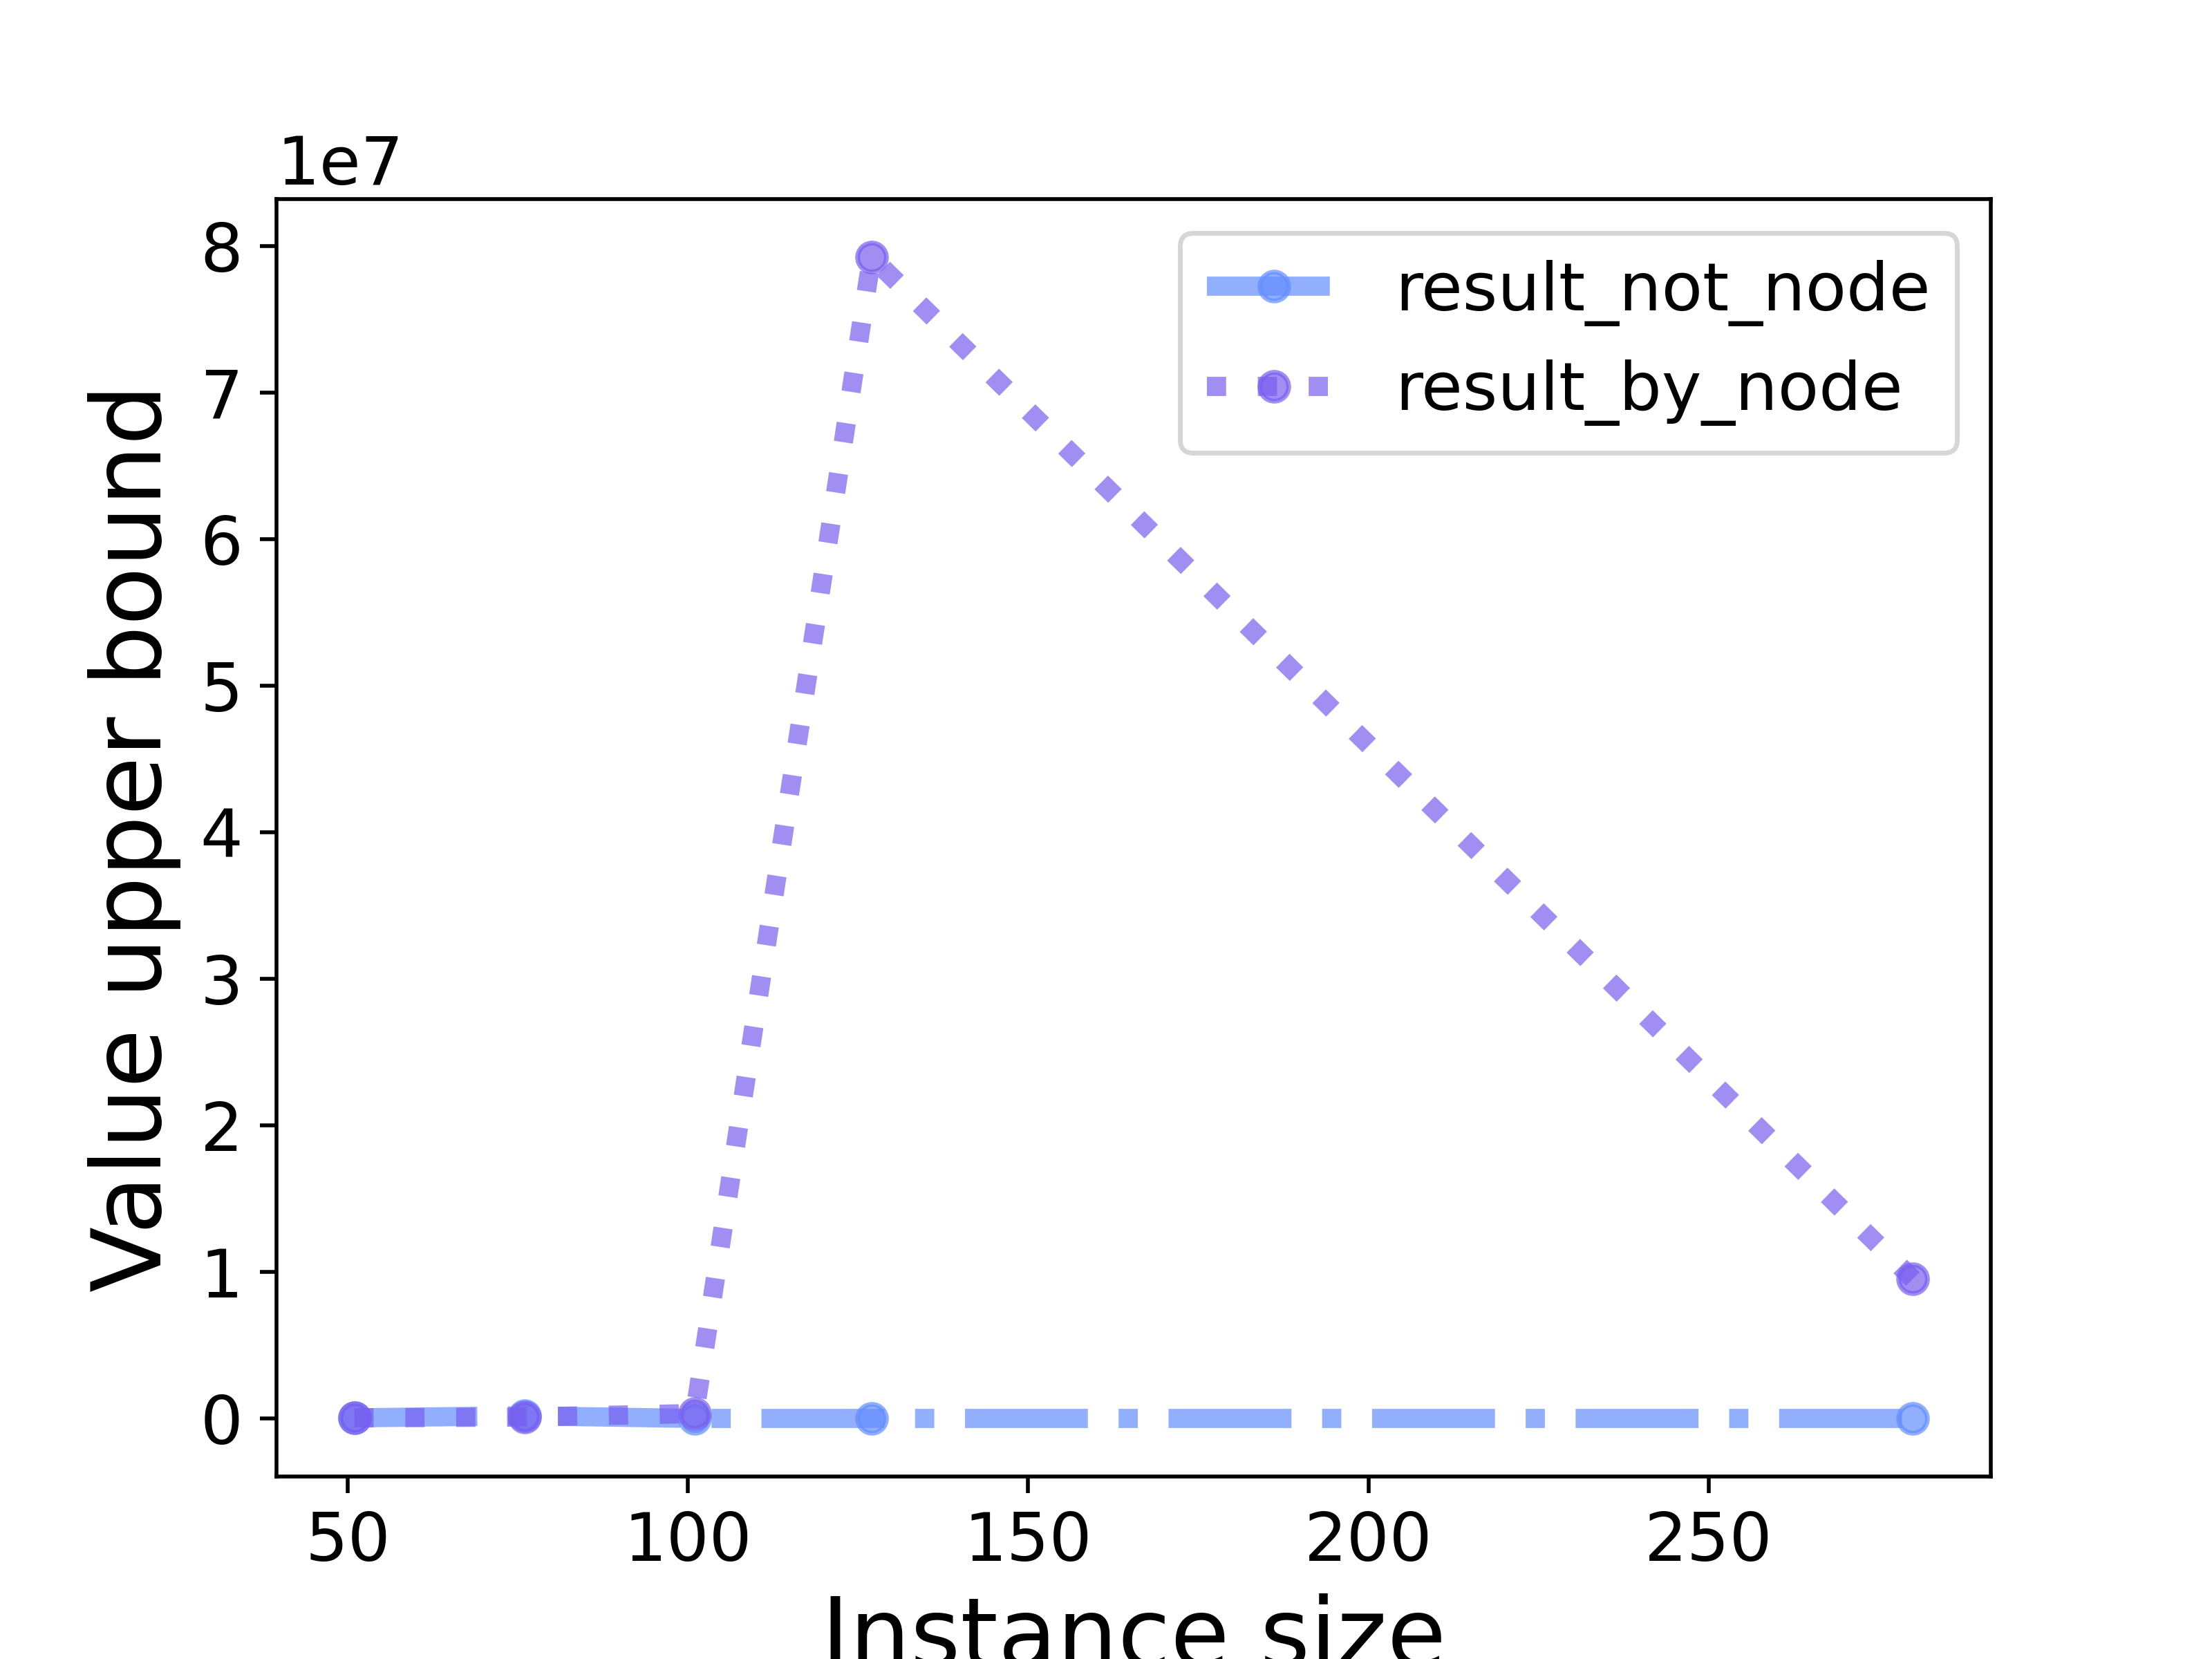 1e7
8
7
6
5
4
3
2
1
0
Value upper bound
result_not_node
result_by_node
50 100 150 200 250
Instance size